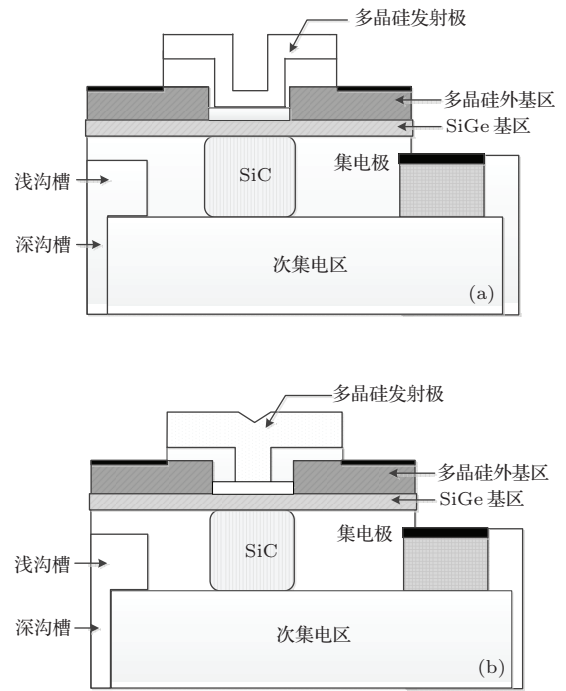 多晶硅发射极
多晶硅外基区
SiGe 基区
集电极
SiC
浅沟槽
深沟槽
次集电区
(a)
多晶硅发射极
多晶硅外基区
SiGe 基区
集电极
SiC
浅沟槽
深沟槽
次集电区
(b)